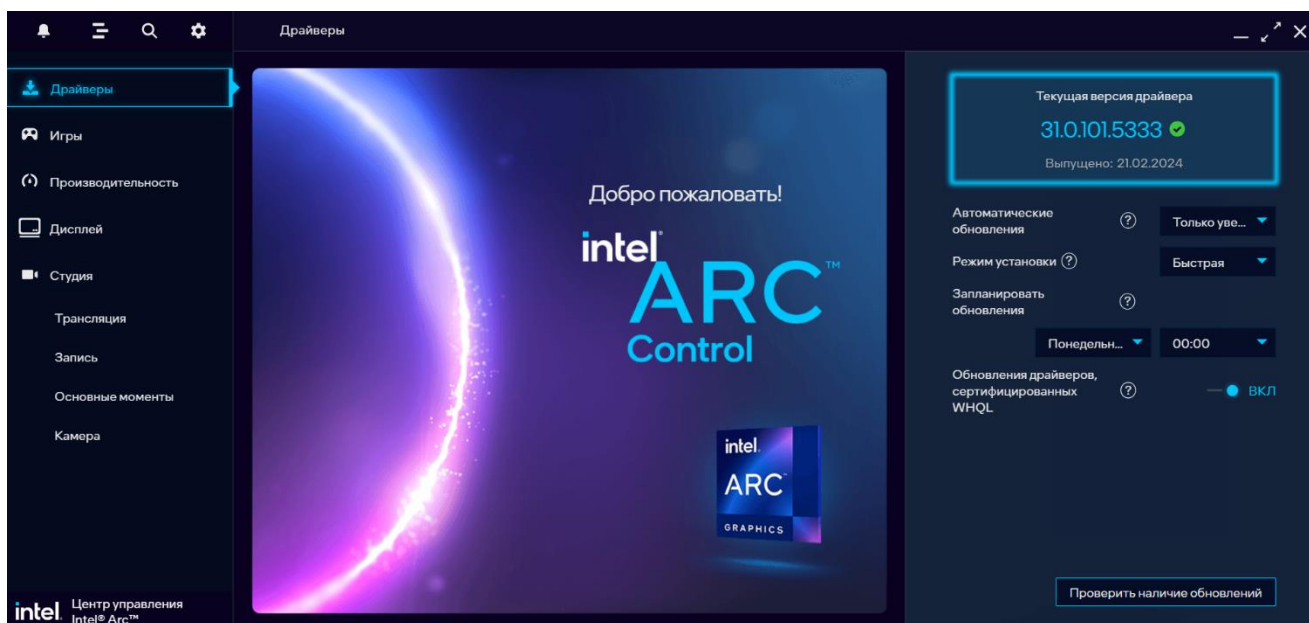 Драйверы
Драйверы
Игры
Производительность
Дисплей
Студия
Трансляция
Запись
Основные моменты
Камера
intel.
Центр управления
Intel® Arc™
Добро пожаловать!
intel
ARC™
Control
intel.
ARC
GRAPHICS
Текущая версия драйвера
31.0.101.5333
Выпущено: 21.02.2024
Автоматические
обновления
Только уве...
Режим установки
Быстрая
Запланировать
обновления
Понедельн...
00:00
Обновления драйверов,
сертифицированных
WHQL
ВКЛ
Проверить наличие обновлений